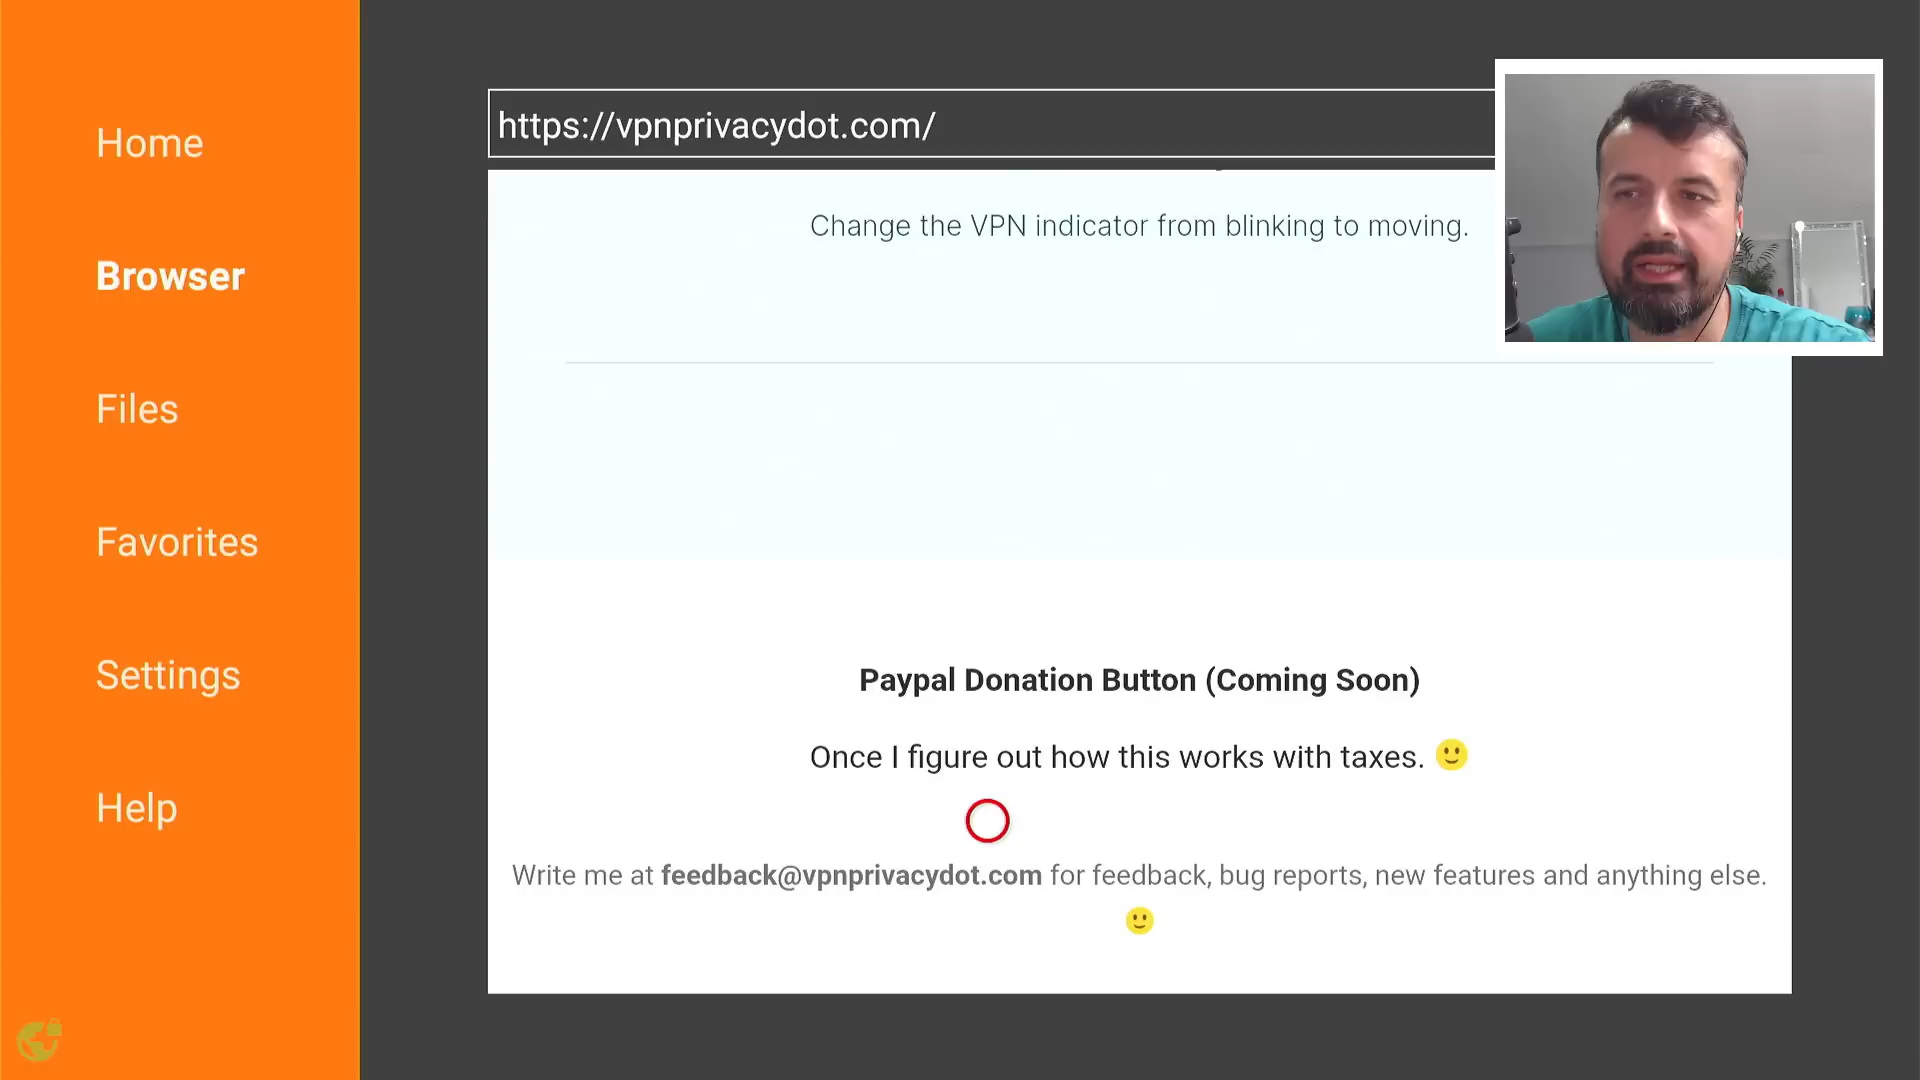 Home
Browser
Files
Favorites
Settings
Help
https://vpnprivacydot.com/
Change the VPN indicator from blinking to moving.
Paypal Donation Button (Coming Soon)
Once I figure out how this works with taxes. 🙂
Write me at feedback@vpnprivacydot.com for feedback, bug reports, new features and anything else.
🙂